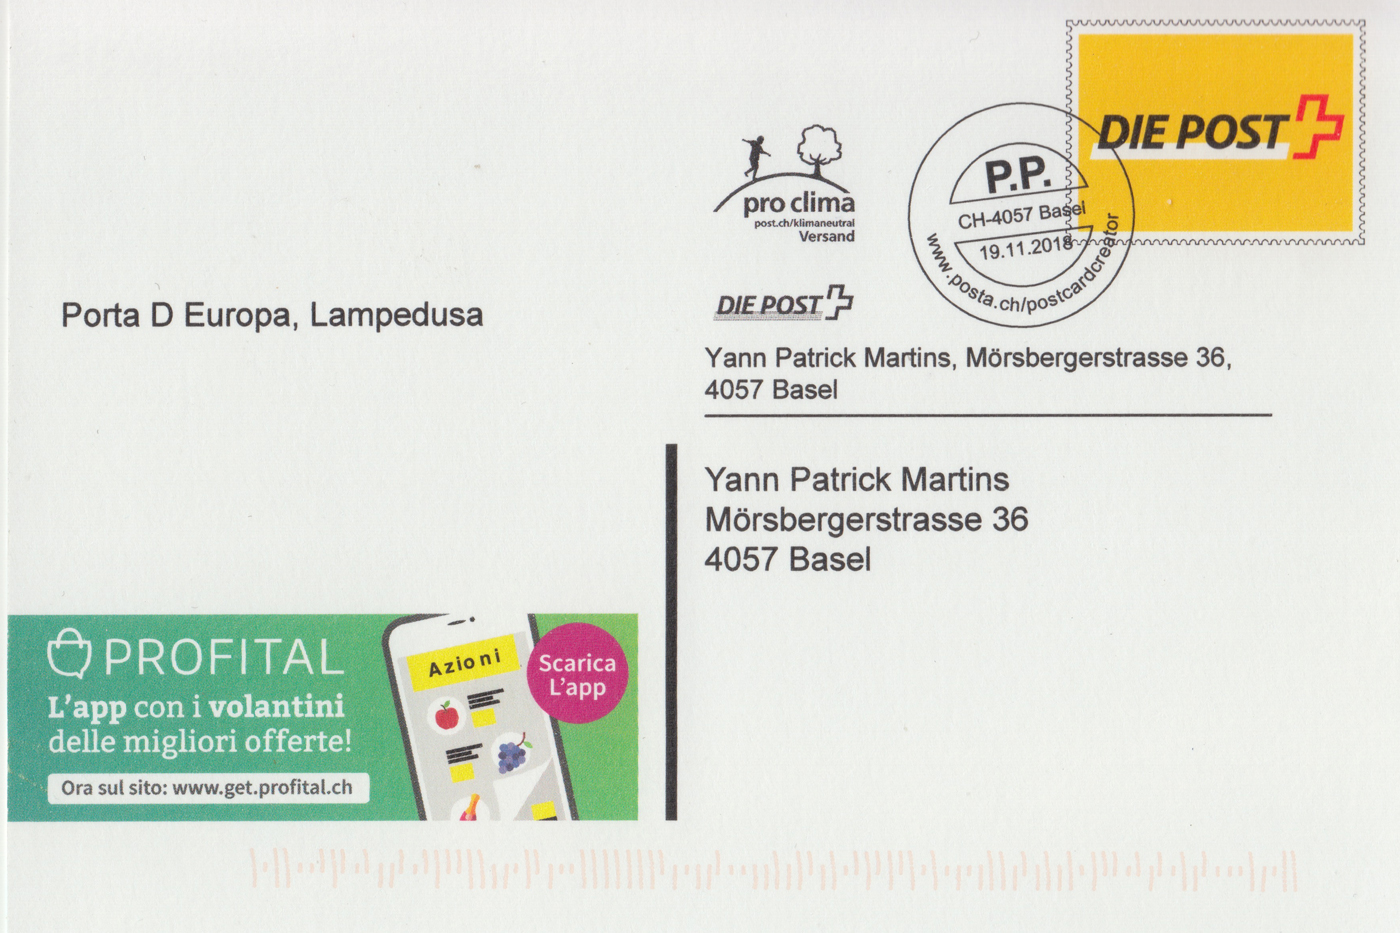 DIE POST
P.P.
CH-4057 Basel
19.11.2018
www.posta.ch/postcardcreator
pro clima
post.ch/klimaneutral
Versand
DIE POST
Porta D Europa, Lampedusa
Yann Patrick Martins, Mörsbergerstrasse 36,
4057 Basel
Yann Patrick Martins
Mörsbergerstrasse 36
4057 Basel
PROFITAL
L'app con i volantini
delle migliori offerte!
Ora sul sito: www.get.profital.ch
Azioni
Scarica
L'app